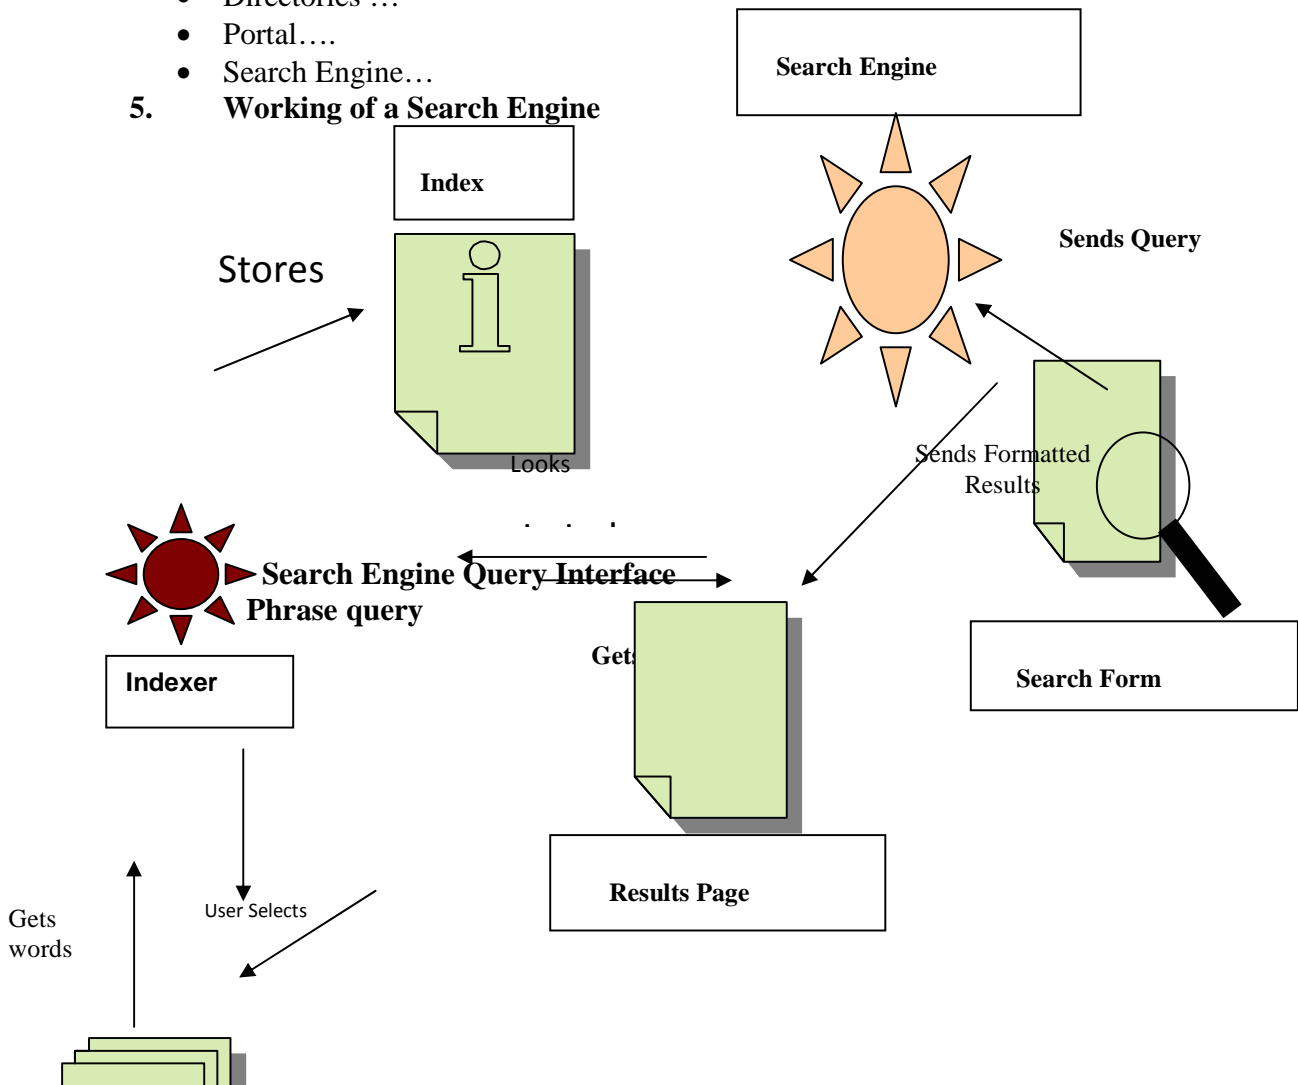 • Directories …
• Portal….
• Search Engine…
5. Working of a Search Engine
Search Engine
Index
Sends Query
Stores
Looks
Sends Formatted
Results
Search Engine Query Interface
Phrase query
Gets
Indexer
Search Form
Results Page
User Selects
Gets
words